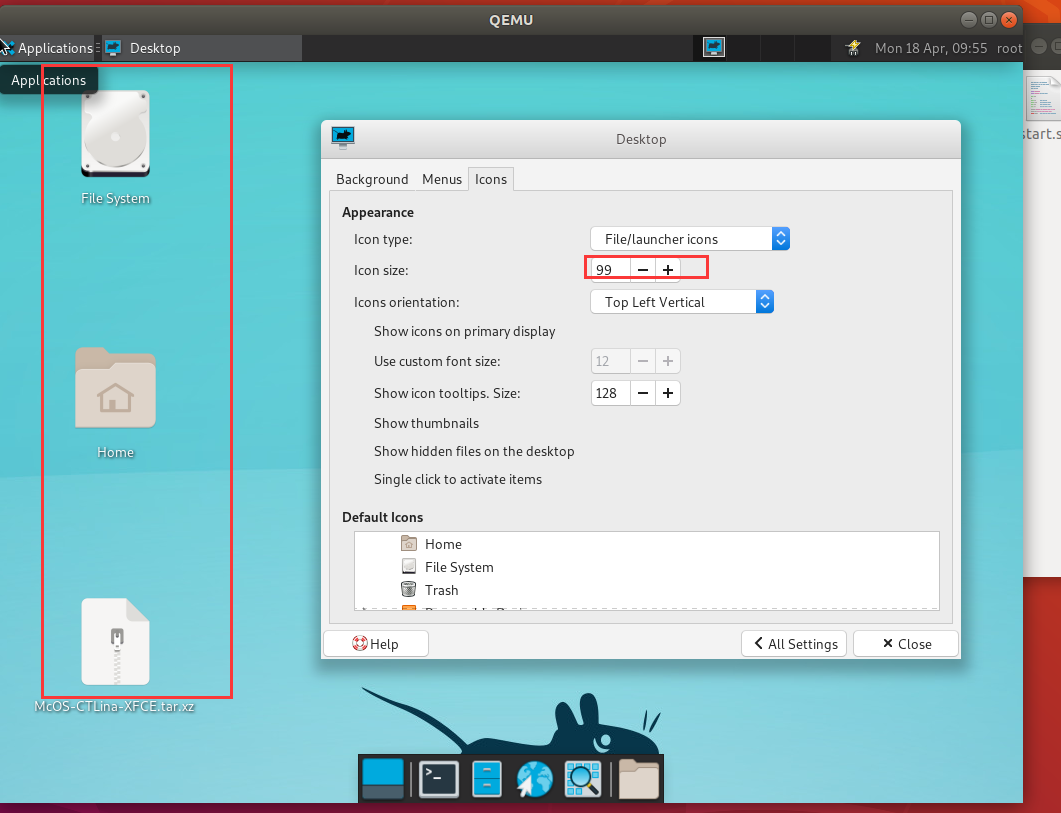 QEMU
Applications
Desktop
Mon 18 Apr, 09:55 root
Applications
start.s
File System
Home
McOS-CTLina-XFCE.tar.xz
Desktop
Background Menus Icons
Appearance
Icon type: File/launcher icons
Icon size: 99 − +
Icons orientation: Top Left Vertical
Show icons on primary display
Use custom font size: 12 − +
Show icon tooltips. Size: 128 − +
Show thumbnails
Show hidden files on the desktop
Single click to activate items
Default Icons
Home
File System
Trash
Help
All Settings
Close